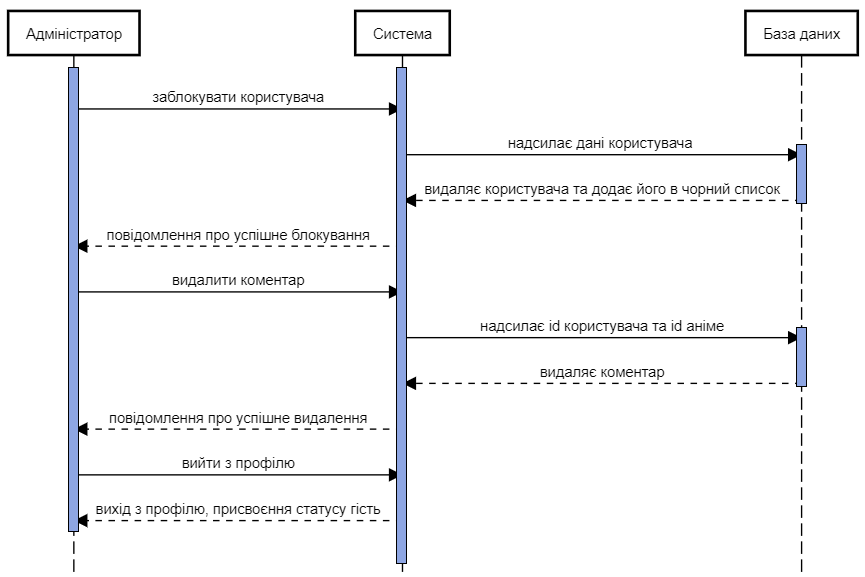 Адміністратор
Система
База даних
заблокувати користувача
надсилає дані користувача
видаляє користувача та додає його в чорний список
повідомлення про успішне блокування
видалити коментар
надсилає id користувача та id аніме
видаляє коментар
повідомлення про успішне видалення
вийти з профілю
вихід з профілю, присвоєння статусу гість